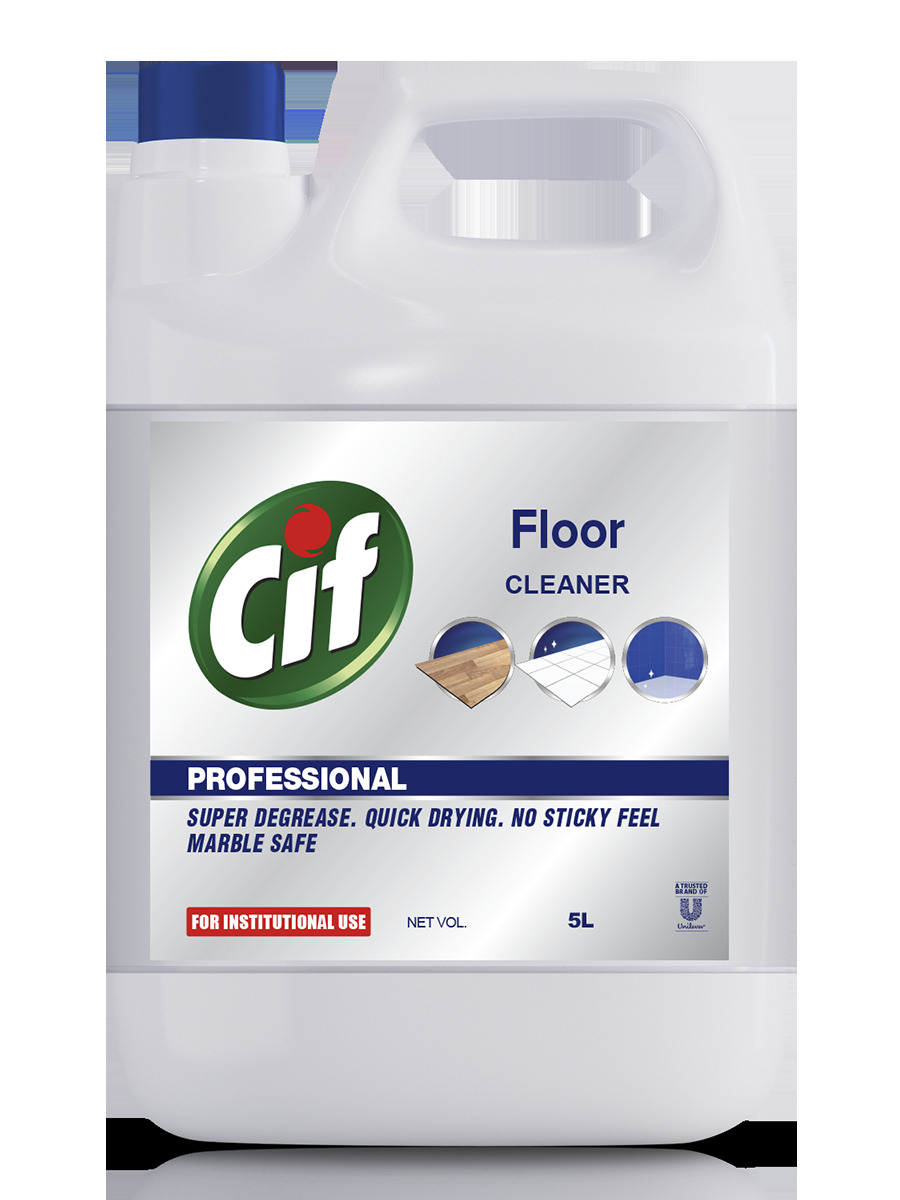 Cif
Floor
CLEANER
PROFESSIONAL
SUPER DEGREASE. QUICK DRYING. NO STICKY FEEL
MARBLE SAFE
FOR INSTITUTIONAL USE
NET VOL.
5L
A TRUSTED
BRAND OF
Unilever